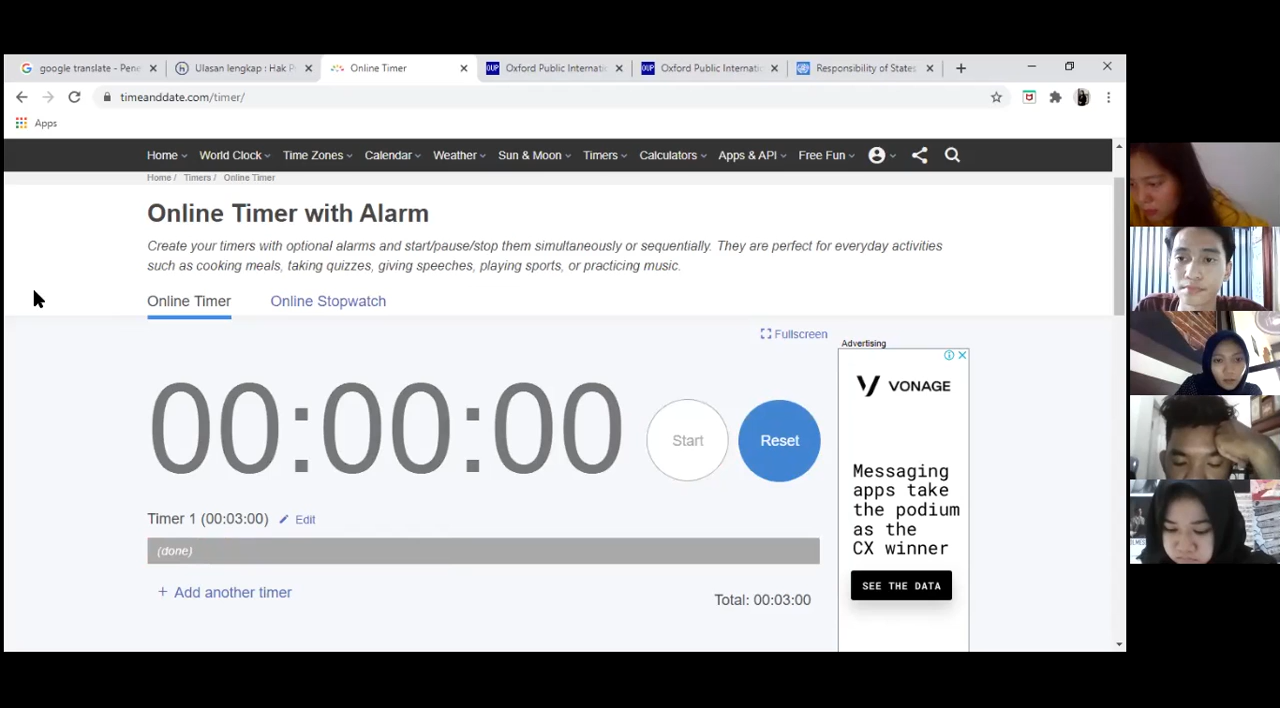 google translate - Pene
Ulasan lengkap : Hak P
Online Timer
Oxford Public Internati
Oxford Public Internati
Responsibility of States
timeanddate.com/timer/
Apps
Home World Clock Time Zones Calendar Weather Sun & Moon Timers Calculators Apps & API Free Fun
Home / Timers / Online Timer
Online Timer with Alarm
Create your timers with optional alarms and start/pause/stop them simultaneously or sequentially. They are perfect for everyday activities
such as cooking meals, taking quizzes, giving speeches, playing sports, or practicing music.
Online Timer Online Stopwatch
Fullscreen
00:00:00
Start
Reset
Timer 1 (00:03:00) Edit
(done)
+ Add another timer
Total: 00:03:00
Advertising
VONAGE
Messaging
apps take
the podium
as the
CX winner
SEE THE DATA